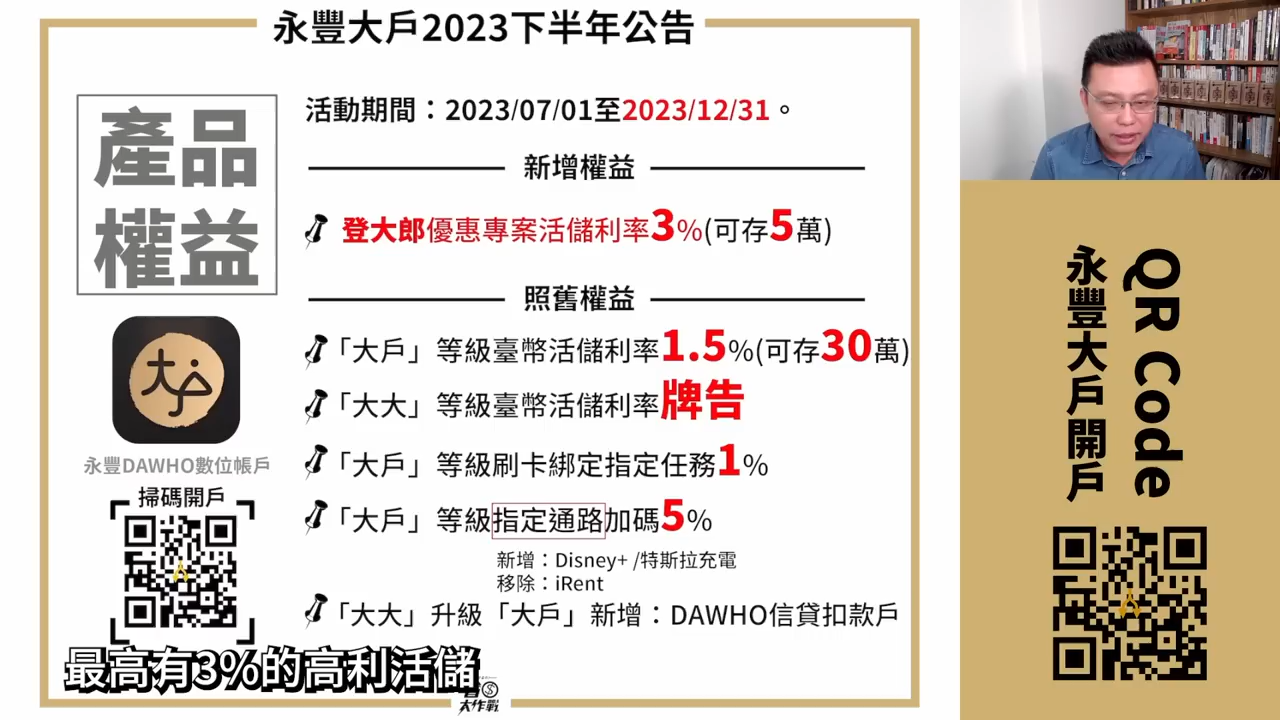 永豐大戶2023下半年公告
產品
權益
活動期間：2023/07/01至2023/12/31。
新增權益
登大郎優惠專案活儲利率3%(可存5萬)
照舊權益
「大戶」等級臺幣活儲利率1.5%(可存30萬)
「大大」等級臺幣活儲利率牌告
「大戶」等級刷卡綁定指定任務1%
「大戶」等級指定通路加碼5%
新增：Disney+ /特斯拉充電
移除：iRent
「大大」升級「大戶」新增：DAWHO信貸扣款戶
大戶
永豐DAWHO數位帳戶
掃碼開戶
最高有3%的高利活儲
大作戰
QR Code
永豐大戶開戶